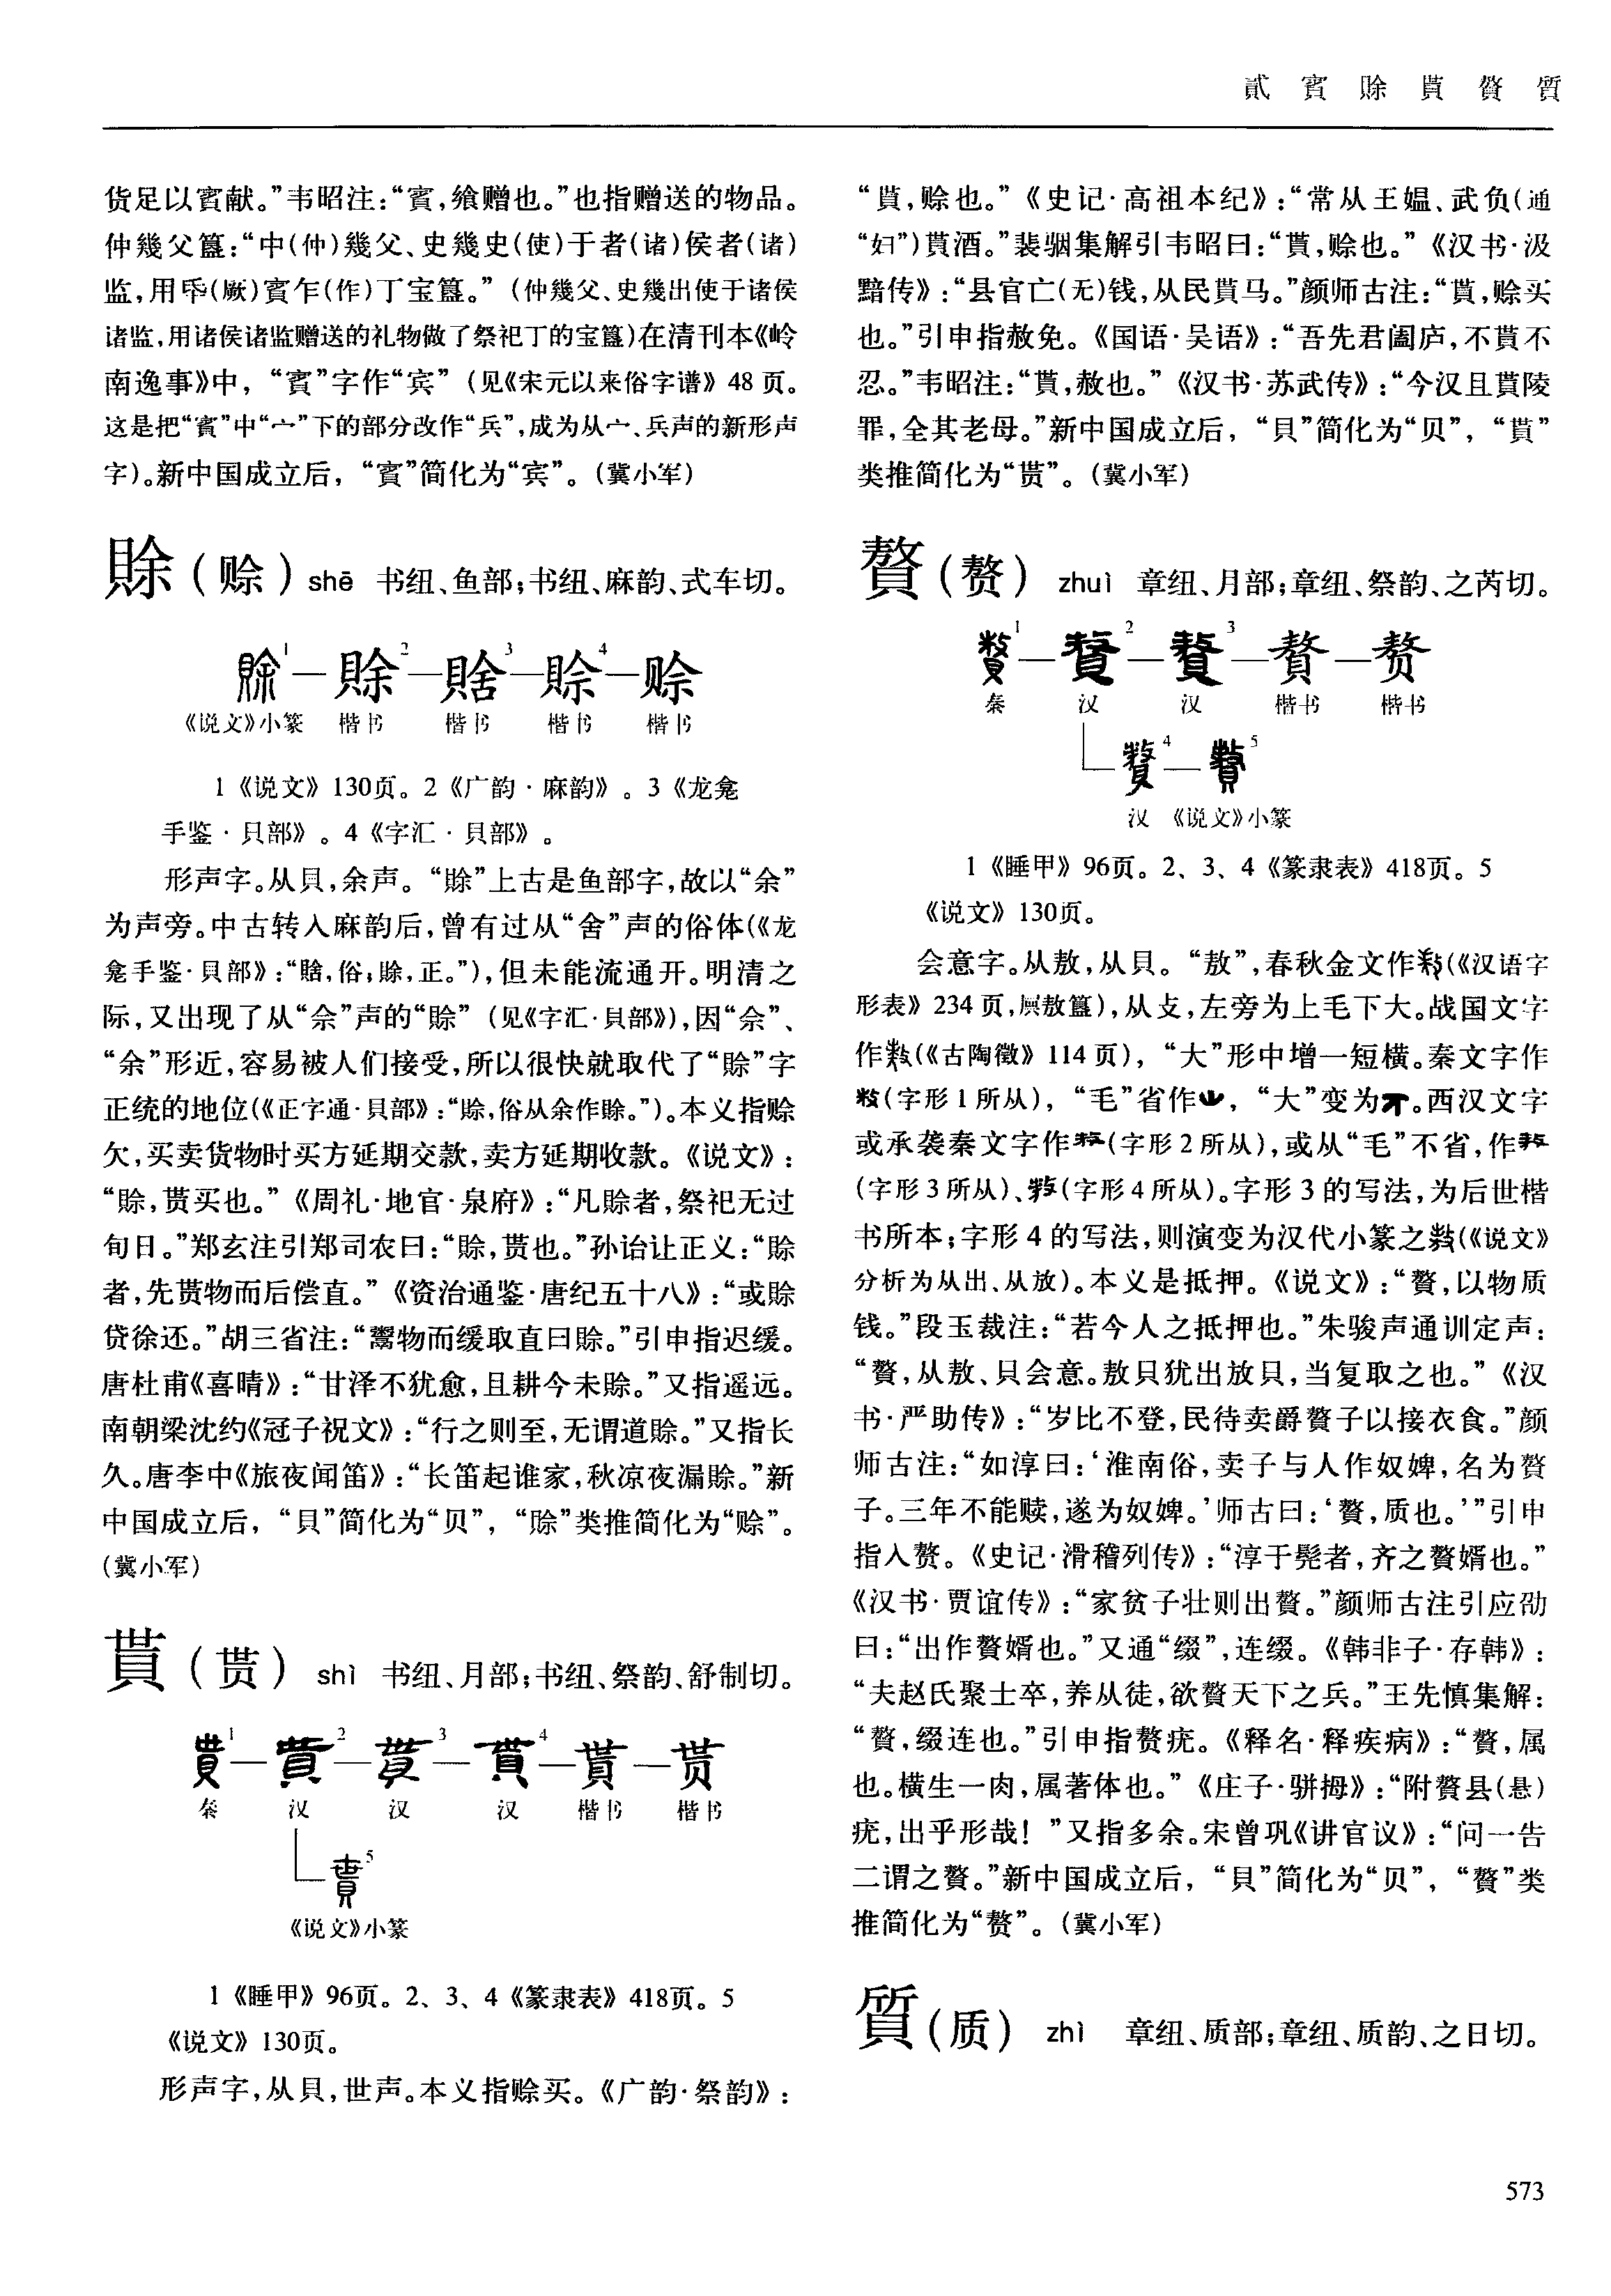 貳 賓 賒 貰 贅 質
货足以賓献。”韦昭注：“賓，飨赠也。”也指赠送的物品。
仲幾父簋：“中(仲)幾父、史幾史(使)于者(诸)侯者(诸)
监，用氒(厥)賓乍(作)丁宝簋。”（仲幾父、史幾出使于诸侯
诸监，用诸侯诸监赠送的礼物做了祭祀丁的宝簋)在清刊本《岭
南逸事》中，“賓”字作“宾”（见《宋元以来俗字谱》48页。
这是把“賓”中“宀”下的部分改作“兵”，成为从宀、兵声的新形声
字)。新中国成立后，“賓”简化为“宾”。（冀小军）
賒（赊）shē 书纽、鱼部；书纽、麻韵、式车切。
1 2 3 4
《说文》小篆 楷书 楷书 楷书 楷书
1《说文》130页。2《广韵·麻韵》。3《龙龛
手鉴·貝部》。4《字汇·貝部》。
形声字。从貝，余声。“賖”上古是鱼部字，故以“余”
为声旁。中古转入麻韵后，曾有过从“舍”声的俗体(《龙
龛手鉴·貝部》：“賒，俗；賖，正。”)，但未能流通开。明清之
际，又出现了从“佘”声的“賒”（见《字汇·貝部》)，因“佘”、
“余”形近，容易被人们接受，所以很快就取代了“賖”字
正统的地位(《正字通·貝部》：“賖，俗从佘作賒。”)。本义指赊
欠，买卖货物时买方延期交款，卖方延期收款。《说文》：
“賖，贳买也。”《周礼·地官·泉府》：“凡賖者，祭祀无过
旬日。”郑玄注引郑司农曰：“賖，贳也。”孙诒让正义：“賖
者，先贳物而后偿直。”《资治通鉴·唐纪五十八》：“或賖
贷徐还。”胡三省注：“鬻物而缓取直曰賖。”引申指迟缓。
唐杜甫《喜晴》：“甘泽不犹愈，且耕今未賖。”又指遥远。
南朝梁沈约《冠子祝文》：“行之则至，无谓道賖。”又指长
久。唐李中《旅夜闻笛》：“长笛起谁家，秋凉夜漏賖。”新
中国成立后，“貝”简化为“贝”，“賒”类推简化为“赊”。
（冀小军）
貰（贳）shì 书纽、月部；书纽、祭韵、舒制切。
1 2 3 4
秦 汉 汉 汉 楷书 楷书
5
《说文》小篆
1《睡甲》96页。2、3、4《篆隶表》418页。5
《说文》130页。
形声字，从貝，世声。本义指赊买。《广韵·祭韵》：
“貰，赊也。”《史记·高祖本纪》：“常从王媪、武负(通
“妇”)貰酒。”裴骃集解引韦昭曰：“貰，赊也。”《汉书·汲
黯传》：“县官亡(无)钱，从民貰马。”颜师古注：“貰，赊买
也。”引申指赦免。《国语·吴语》：“吾先君阖庐，不貰不
忍。”韦昭注：“貰，赦也。”《汉书·苏武传》：“今汉且貰陵
罪，全其老母。”新中国成立后，“貝”简化为“贝”，“貰”
类推简化为“贳”。（冀小军）
贅（赘）zhuì 章纽、月部；章纽、祭韵、之芮切。
1 2 3
秦 汉 汉 楷书 楷书
4 5
汉 《说文》小篆
1《睡甲》96页。2、3、4《篆隶表》418页。5
《说文》130页。
会意字。从敖，从貝。“敖”，春秋金文作(《汉语字
形表》234页，屃敖簋)，从攴，左旁为上毛下大。战国文字
作(《古陶徵》114页)，“大”形中增一短横。秦文字作
(字形1所从)，“毛”省作，“大”变为。西汉文字
或承袭秦文字作(字形2所从)，或从“毛”不省，作
(字形3所从)、(字形4所从)。字形3的写法，为后世楷
书所本；字形4的写法，则演变为汉代小篆之(《说文》
分析为从出、从放)。本义是抵押。《说文》：“贅，以物质
钱。”段玉裁注：“若今人之抵押也。”朱骏声通训定声：
“贅，从敖、貝会意。敖貝犹出放貝，当复取之也。”《汉
书·严助传》：“岁比不登，民待卖爵贅子以接衣食。”颜
师古注：“如淳曰：‘淮南俗，卖子与人作奴婢，名为贅
子。三年不能赎，遂为奴婢。’师古曰：‘贅，质也。’”引申
指入赘。《史记·滑稽列传》：“淳于髡者，齐之贅婿也。”
《汉书·贾谊传》：“家贫子壮则出贅。”颜师古注引应劭
曰：“出作贅婿也。”又通“缀”，连缀。《韩非子·存韩》：
“夫赵氏聚士卒，养从徒，欲贅天下之兵。”王先慎集解：
“贅，缀连也。”引申指赘疣。《释名·释疾病》：“贅，属
也。横生一肉，属著体也。”《庄子·骈拇》：“附贅县(悬)
疣，出乎形哉！”又指多余。宋曾巩《讲官议》：“问一告
二谓之贅。”新中国成立后，“貝”简化为“贝”，“贅”类
推简化为“赘”。（冀小军）
質（质）zhì 章纽、质部；章纽、质韵、之日切。
573